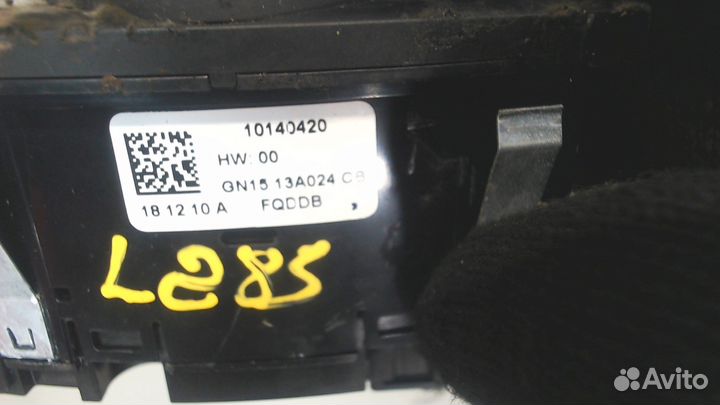 10140420
HW: 00
GN15 13A024 CB
18 12 10 A FQDDB
L285
Avito